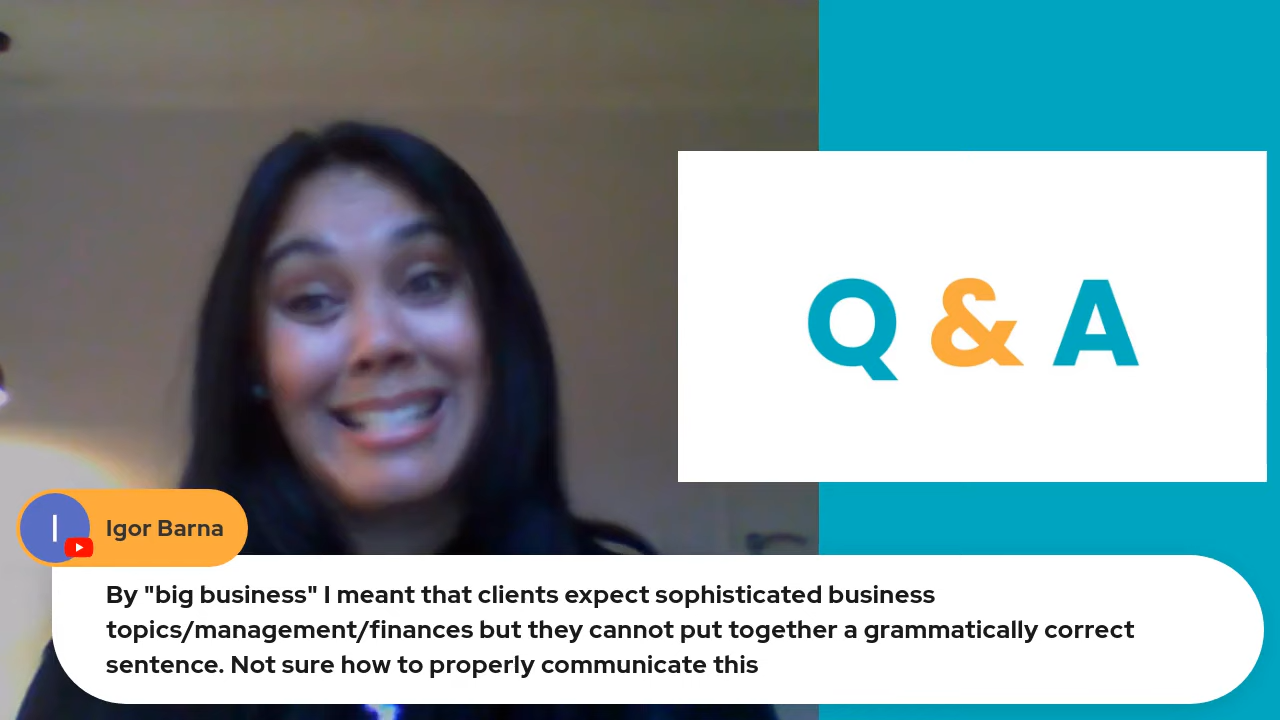 Q & A
I
Igor Barna
By "big business" I meant that clients expect sophisticated business
topics/management/finances but they cannot put together a grammatically correct
sentence. Not sure how to properly communicate this